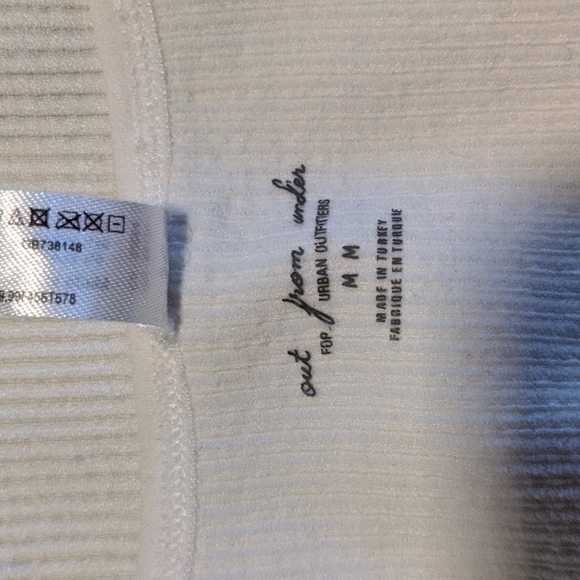 out from under
FOR URBAN OUTFITTERS
M M
MADE IN TURKEY
FABRIQUE EN TURQUIE